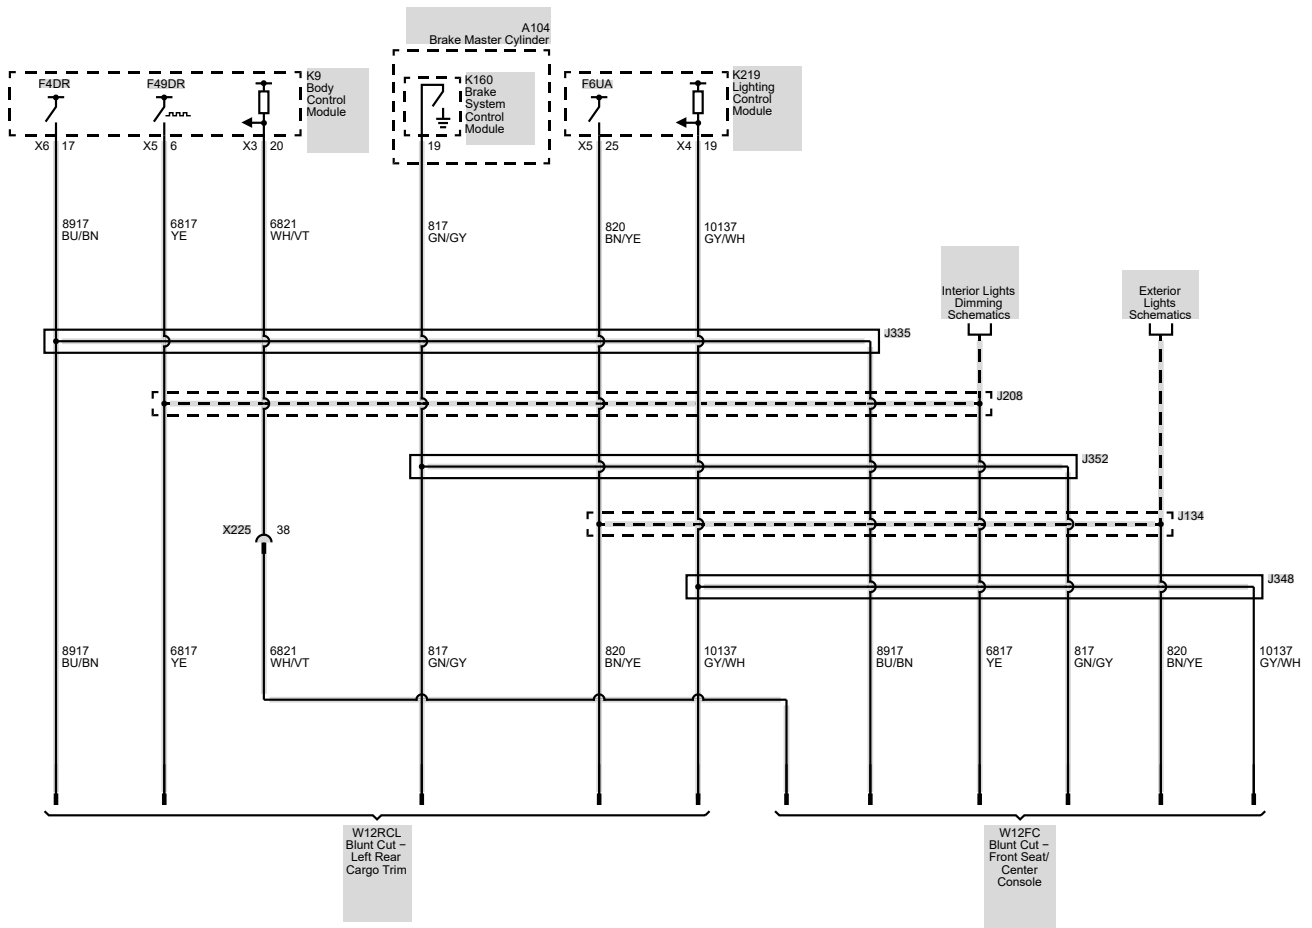 A104
Brake Master Cylinder
F4DR
F49DR
K9
Body
Control
Module
K160
Brake
System
Control
Module
F6UA
K219
Lighting
Control
Module
X6 17
X5 6
X3 20
19
X5 25
X4 19
8917
BU/BN
6817
YE
6821
WH/VT
817
GN/GY
820
BN/YE
10137
GY/WH
Interior Lights
Dimming
Schematics
Exterior
Lights
Schematics
J335
J208
J352
J134
X225 38
J348
8917
BU/BN
6817
YE
6821
WH/VT
817
GN/GY
820
BN/YE
10137
GY/WH
8917
BU/BN
6817
YE
817
GN/GY
820
BN/YE
10137
GY/WH
W12RCL
Blunt Cut –
Left Rear
Cargo Trim
W12FC
Blunt Cut –
Front Seat/
Center
Console